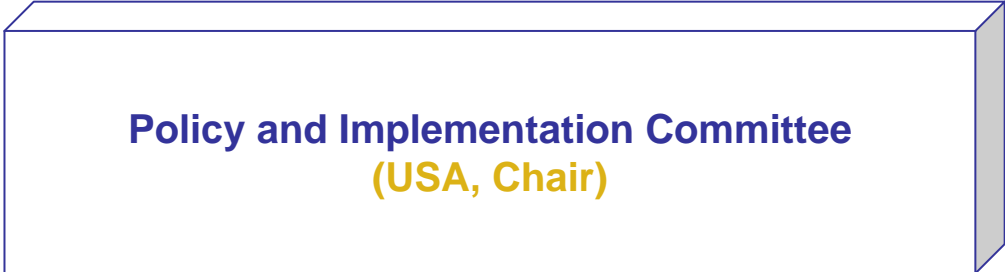 Policy and Implementation Committee
(USA, Chair)